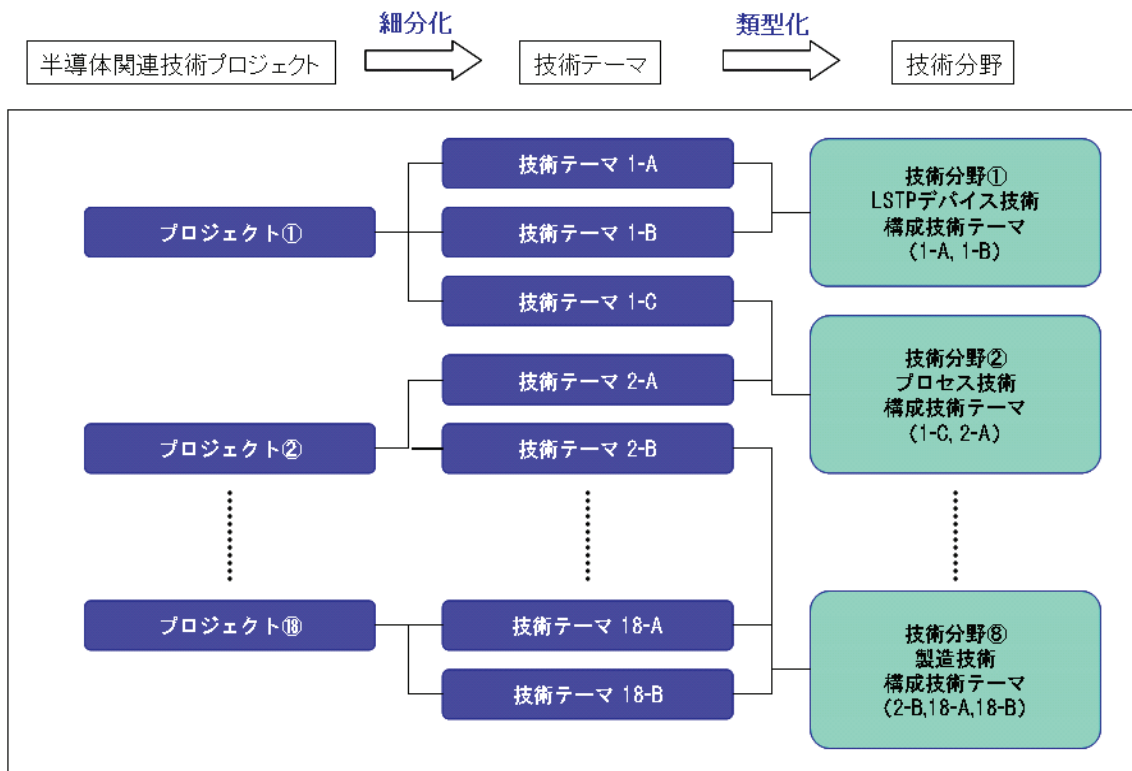 細分化
類型化
半導体関連技術プロジェクト
技術テーマ
技術分野
技術テーマ 1-A
技術テーマ 1-B
技術テーマ 1-C
技術テーマ 2-A
技術テーマ 2-B
技術テーマ 18-A
技術テーマ 18-B
プロジェクト①
プロジェクト②
プロジェクト⑱
技術分野①
LSTPデバイス技術
構成技術テーマ
(1-A, 1-B)
技術分野②
プロセス技術
構成技術テーマ
(1-C, 2-A)
技術分野⑧
製造技術
構成技術テーマ
(2-B,18-A,18-B)